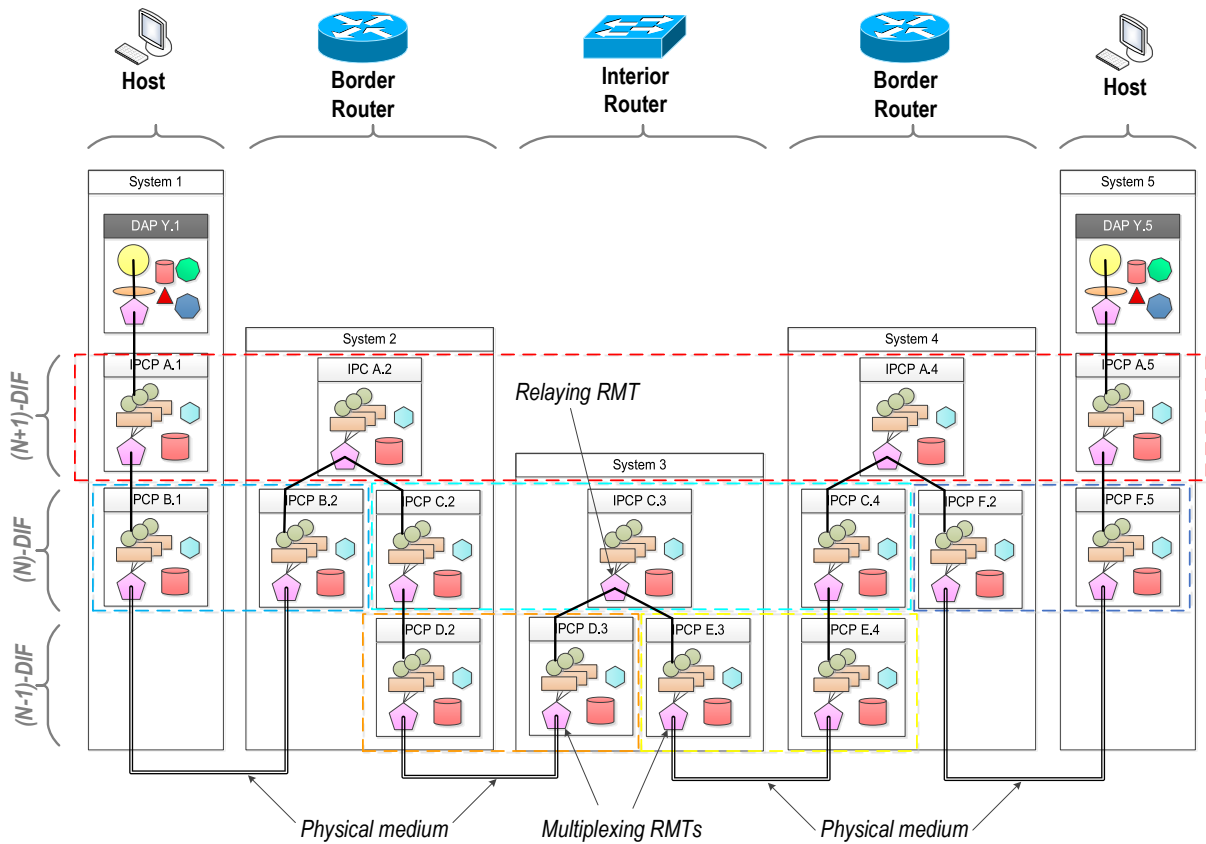 Host
Border
Router
Interior
Router
Border
Router
Host
System 1
System 5
DAP Y.1
DAP Y.5
System 2
System 4
(N+1)-DIF
IPCP A.1
IPC A.2
IPCP A.4
IPCP A.5
Relaying RMT
System 3
(N)-DIF
IPCP B.1
IPCP B.2
IPCP C.2
IPCP C.3
IPCP C.4
IPCP F.2
IPCP F.5
(N-1)-DIF
IPCP D.2
IPCP D.3
IPCP E.3
IPCP E.4
Physical medium
Multiplexing RMTs
Physical medium